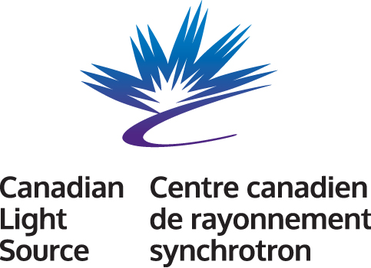 Canadian
Light
Source
Centre canadien
de rayonnement
synchrotron